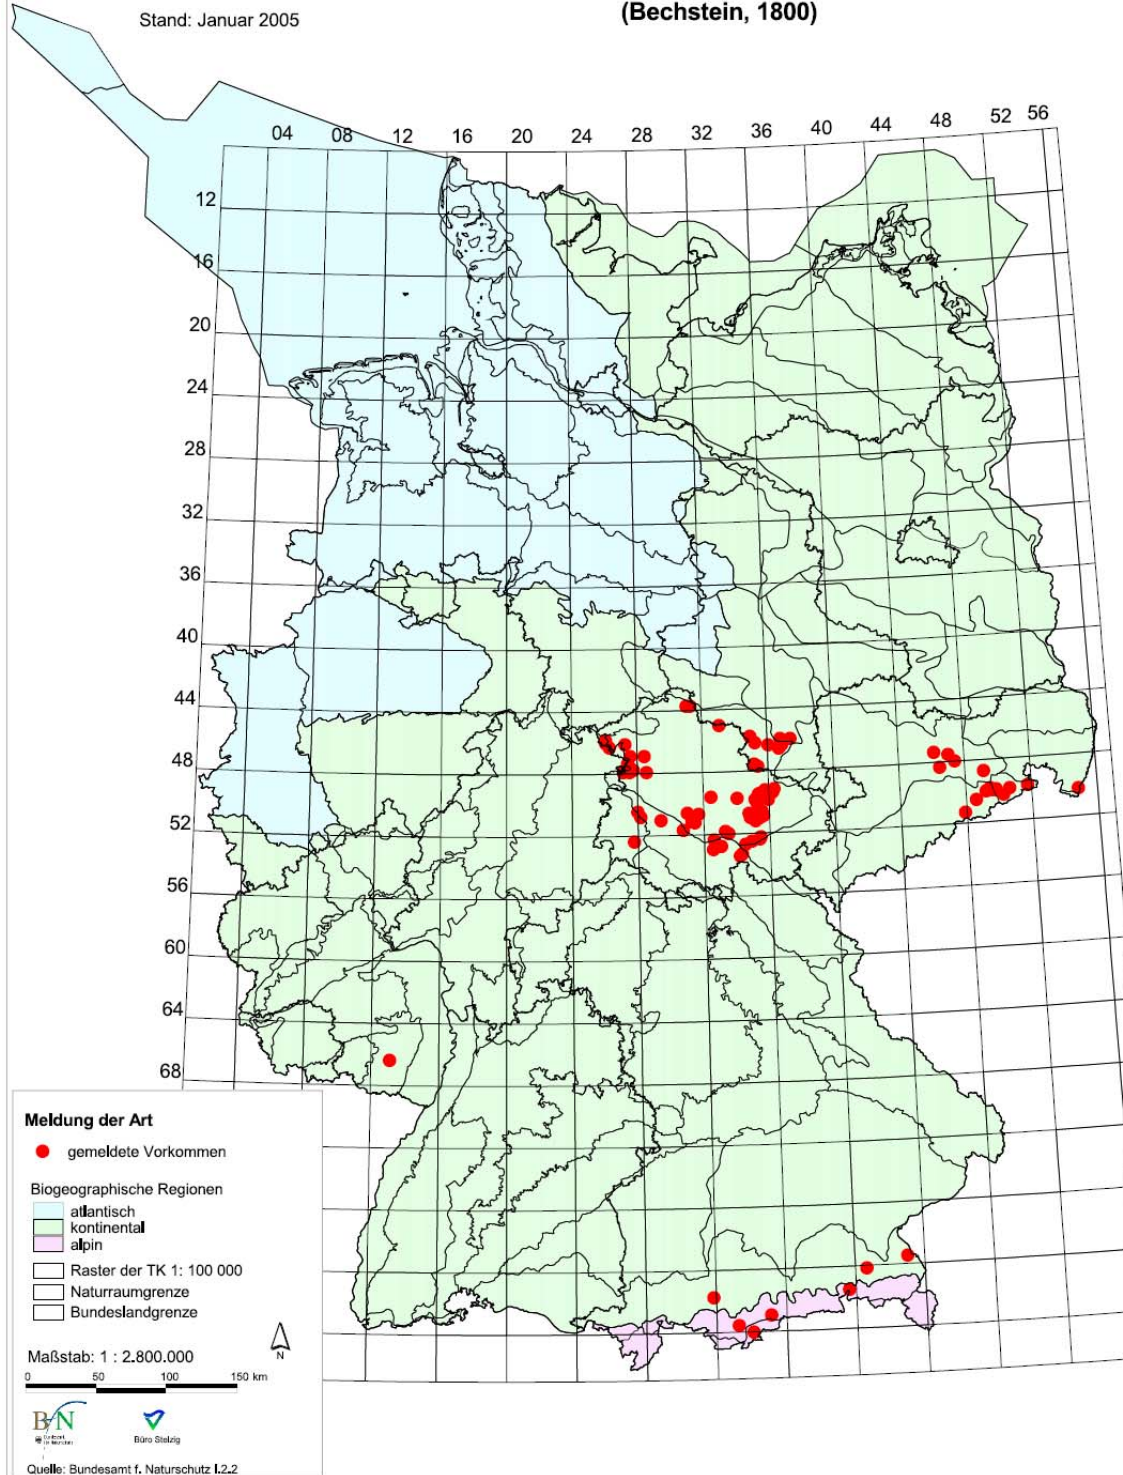 Stand: Januar 2005
(Bechstein, 1800)
04 08 12 16 20 24 28 32 36 40 44 48 52 56
12
16
20
24
28
32
36
40
44
48
52
56
60
64
68
Meldung der Art
gemeldete Vorkommen
Biogeographische Regionen
atlantisch
kontinental
alpin
Raster der TK 1: 100 000
Naturraumgrenze
Bundeslandgrenze
N
Maßstab: 1 : 2.800.000
0 50 100 150 km
BfN
Büro Stelzig
Quelle: Bundesamt f. Naturschutz I.2.2